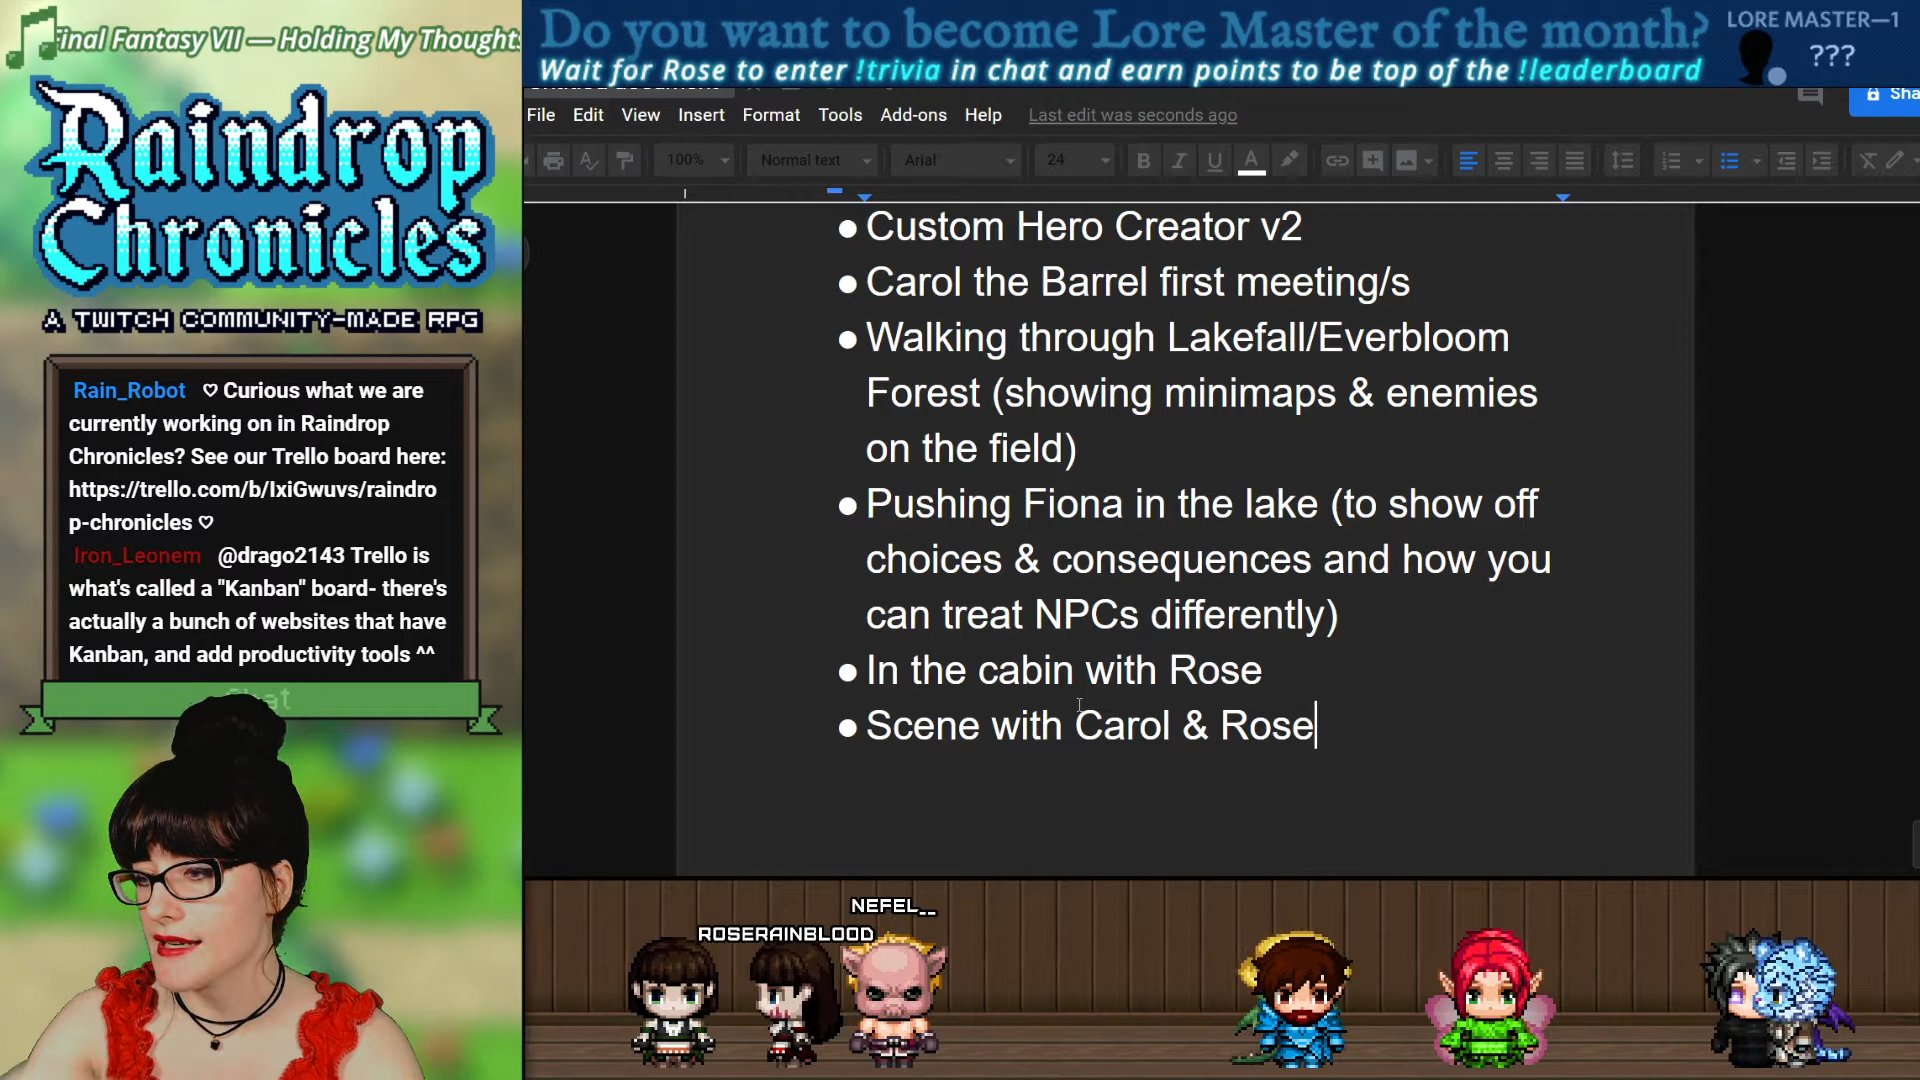 Final Fantasy VII — Holding My Thoughts
Raindrop
Chronicles
A TWITCH COMMUNITY-MADE RPG
Rain_Robot ♡ Curious what we are
currently working on in Raindrop
Chronicles? See our Trello board here:
https://trello.com/b/IxiGwuvs/raindro
p-chronicles ♡
Iron_Leonem @drago2143 Trello is
what's called a "Kanban" board- there's
actually a bunch of websites that have
Kanban, and add productivity tools ^^
Chat
Do you want to become Lore Master of the month?
Wait for Rose to enter !trivia in chat and earn points to be top of the !leaderboard
LORE MASTER—1
???
File Edit View Insert Format Tools Add-ons Help Last edit was seconds ago
Sha
100% Normal text Arial 24 B I U A
● Custom Hero Creator v2
● Carol the Barrel first meeting/s
● Walking through Lakefall/Everbloom
Forest (showing minimaps & enemies
on the field)
● Pushing Fiona in the lake (to show off
choices & consequences and how you
can treat NPCs differently)
● In the cabin with Rose
● Scene with Carol & Rose
NEFEL__
ROSERAINBLOOD